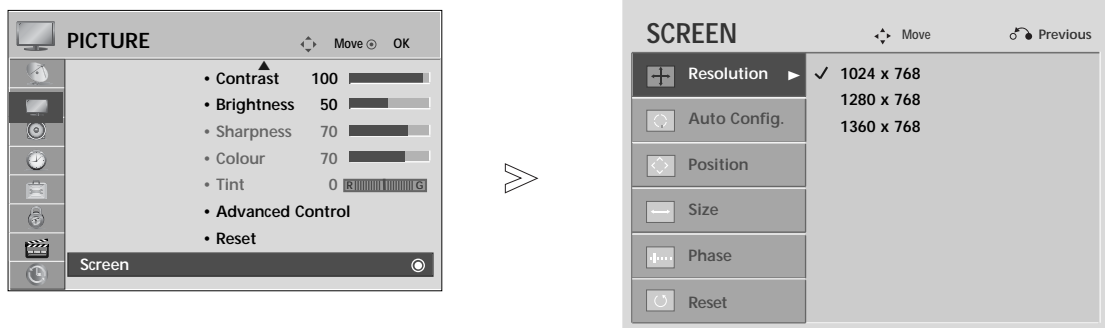 PICTURE Move OK
• Contrast 100
• Brightness 50
• Sharpness 70
• Colour 70
• Tint 0 R G
• Advanced Control
• Reset
Screen
SCREEN Move Previous
Resolution ► ✓ 1024 x 768
1280 x 768
Auto Config.
1360 x 768
Position
Size
Phase
Reset